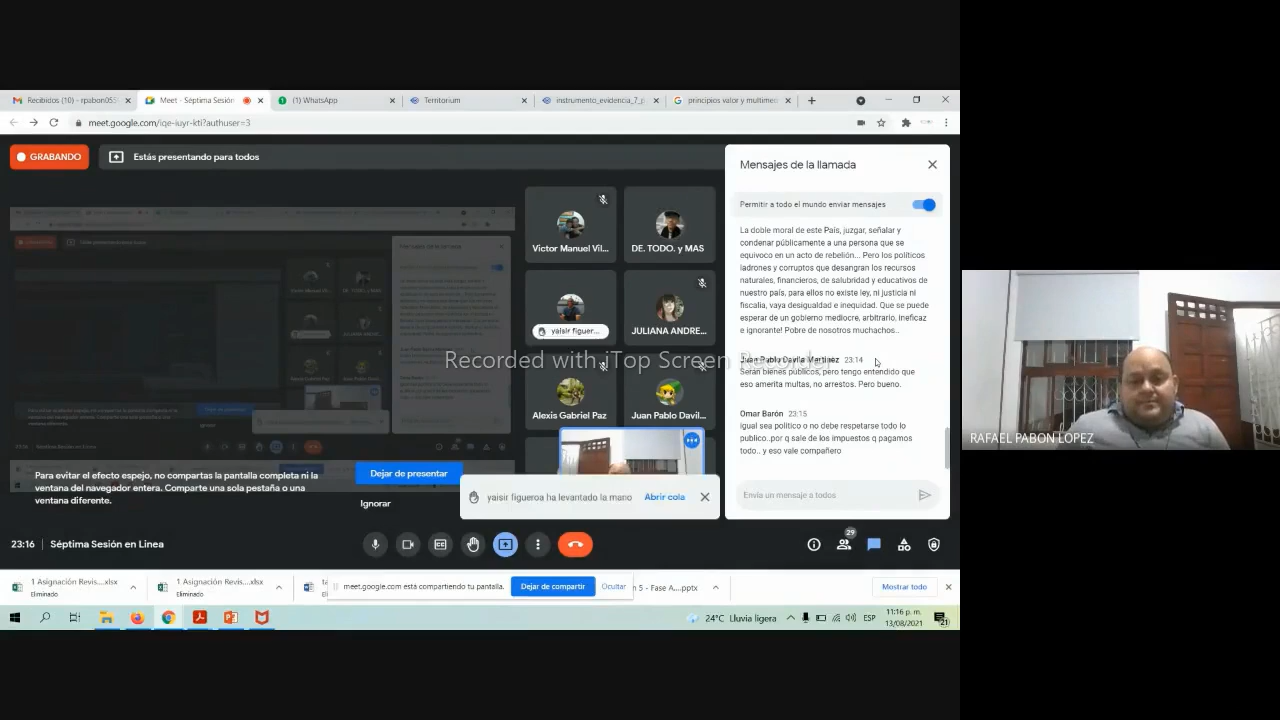 Recibidos (10) - rpabon055
Meet - Séptima Sesión
(1) WhatsApp
Territorium
instrumento_evidencia_7_p
principios valor y multimed
meet.google.com/iqe-iuyr-kti?authuser=3
GRABANDO
Estás presentando para todos
Mensajes de la llamada
Permitir a todo el mundo enviar mensajes
La doble moral de este País, juzgar, señalar y
condenar públicamente a una persona que se
equivoco en un acto de rebelión... Pero los políticos
ladrones y corruptos que desangran los recursos
naturales, financieros, de salubridad y educativos de
nuestro país, para ellos no existe ley, ni justicia ni
fiscalia, vaya desigualdad e inequidad. Que se puede
esperar de un gobierno mediocre, arbitrario, ineficaz
e ignorante! Pobre de nosotros muchachos..
Juan Pablo Davila Martinez 23:14
Serán bienes públicos, pero tengo entendido que
eso amerita multas, no arrestos. Pero bueno.
Omar Barón 23:15
igual sea político o no debe respetarse todo lo
publico..por q sale de los impuestos q pagamos
todo.. y eso vale compañero
Envía un mensaje a todos
Victor Manuel Vil...
DE. TODO. y MAS
yaisir figuer...
JULIANA ANDRE...
Alexis Gabriel Paz
Juan Pablo Davil...
Recorded with iTop Screen Recorder
RAFAEL PABON LOPEZ
Para evitar el efecto espejo, no compartas la pantalla completa ni la
ventana del navegador entera. Comparte una sola pestaña o una
ventana diferente.
Dejar de presentar
Ignorar
yaisir figueroa ha levantado la mano
Abrir cola
23:16
Séptima Sesión en Línea
29
1 Asignación Revis....xlsx
Eliminado
1 Asignación Revis....xlsx
Eliminado
meet.google.com está compartiendo tu pantalla.
Dejar de compartir
Ocultar
n 5 - Fase A....pptx
Mostrar todo
24°C Lluvia ligera
ESP
11:16 p. m.
13/08/2021
21